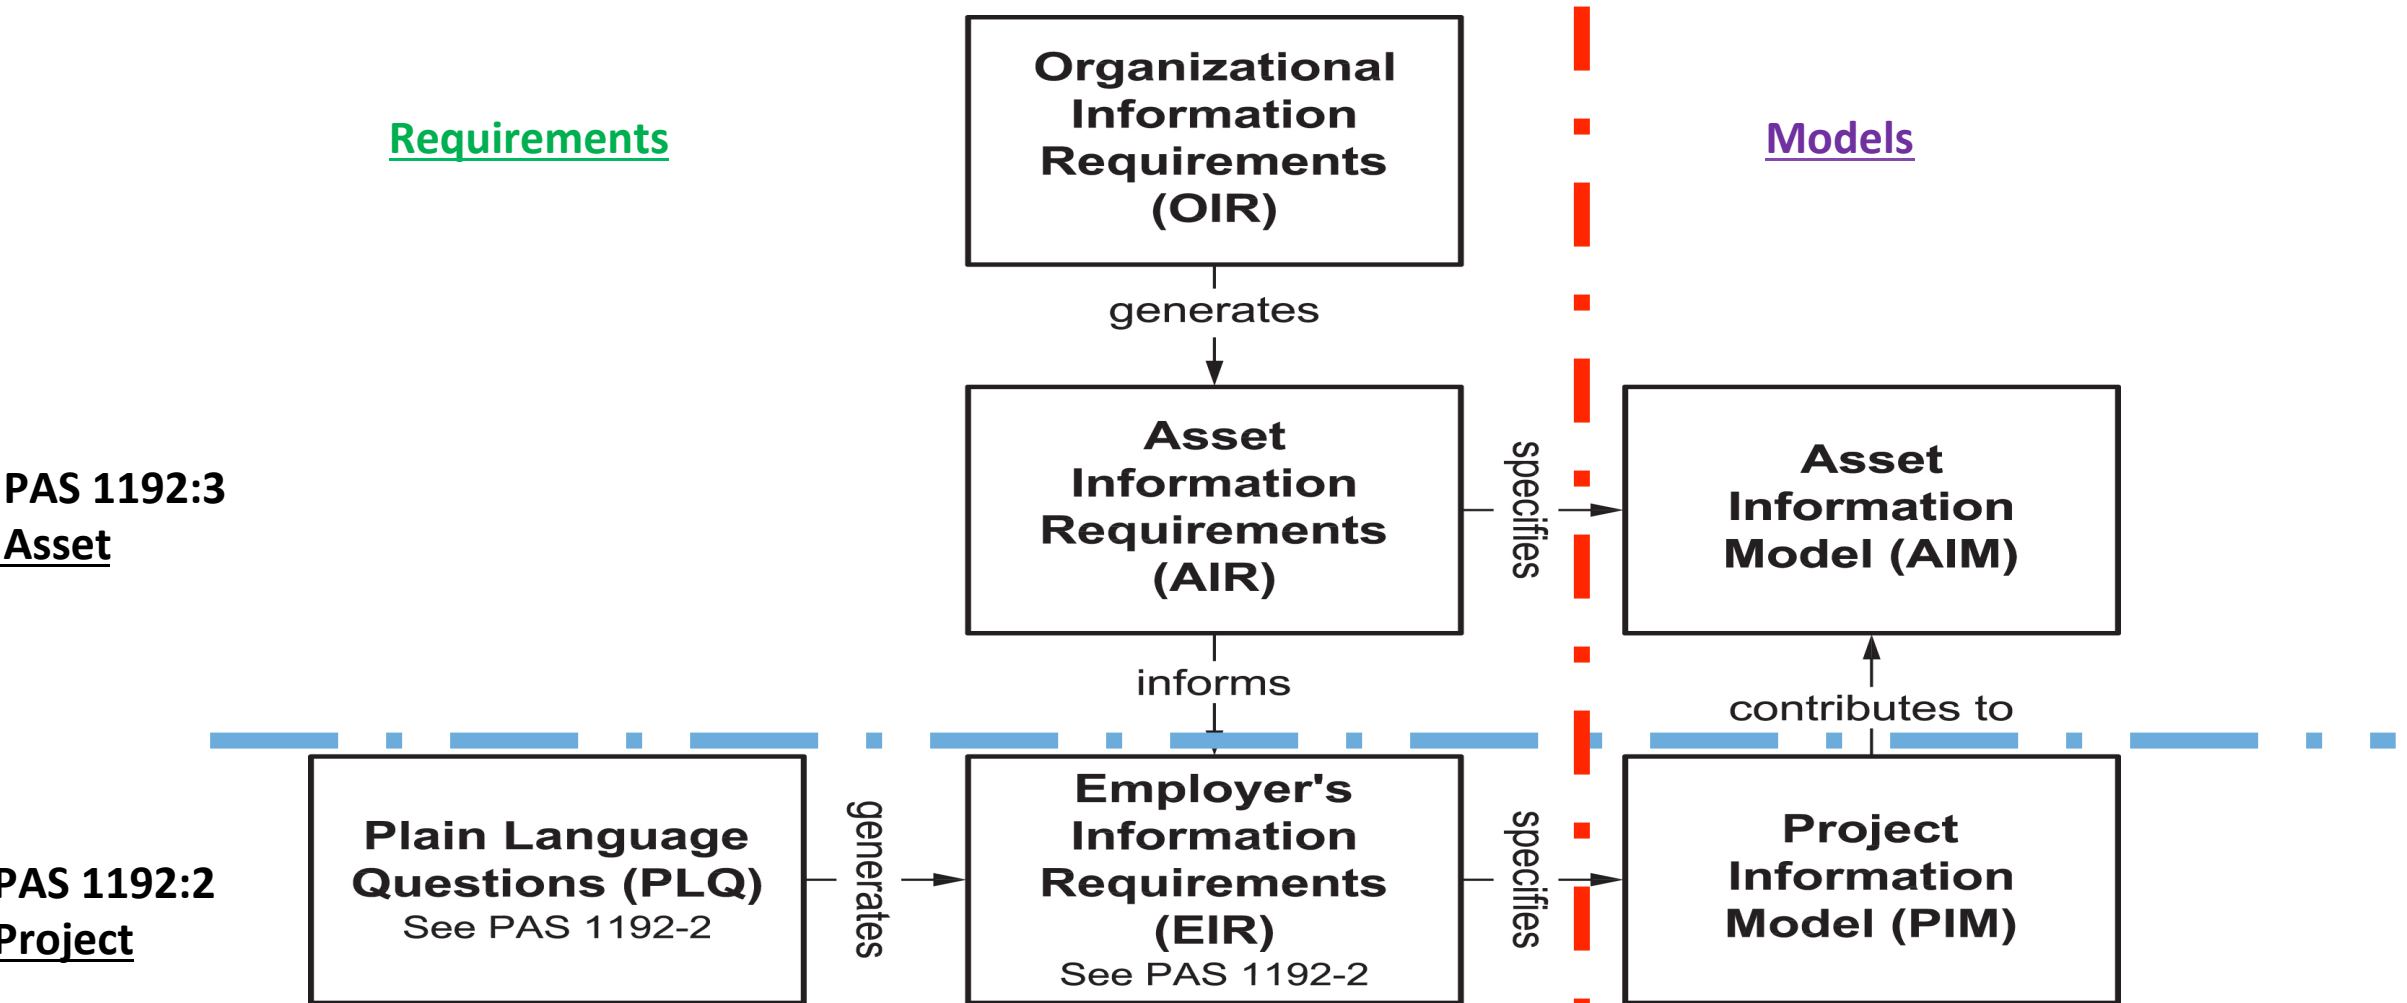 Organizational
Information
Requirements
(OIR)
Requirements
Models
generates
Asset
Information
Requirements
(AIR)
specifies
Asset
Information
Model (AIM)
PAS 1192:3
Asset
informs
contributes to
Plain Language
Questions (PLQ)
See PAS 1192-2
generates
Employer's
Information
Requirements
(EIR)
See PAS 1192-2
specifies
Project
Information
Model (PIM)
PAS 1192:2
Project